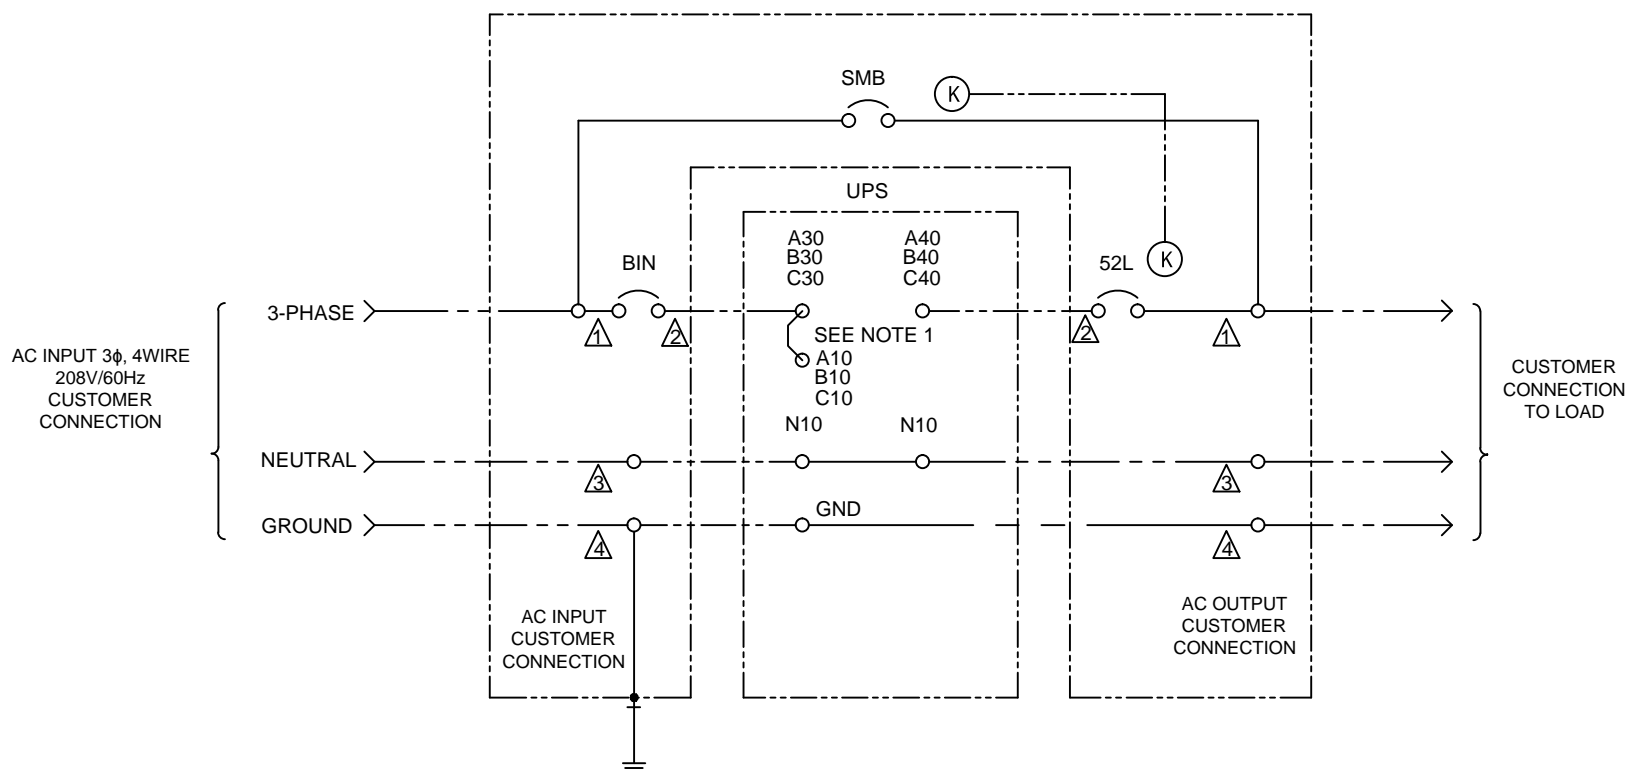 SMB
K
UPS
A30
B30
C30
A40
B40
C40
BIN
52L
K
3-PHASE
1
2
SEE NOTE 1
2
1
A10
B10
C10
AC INPUT 3ϕ, 4WIRE
208V/60Hz
CUSTOMER
CONNECTION
CUSTOMER
CONNECTION
TO LOAD
N10
N10
NEUTRAL
3
3
GROUND
GND
4
4
AC INPUT
CUSTOMER
CONNECTION
AC OUTPUT
CUSTOMER
CONNECTION